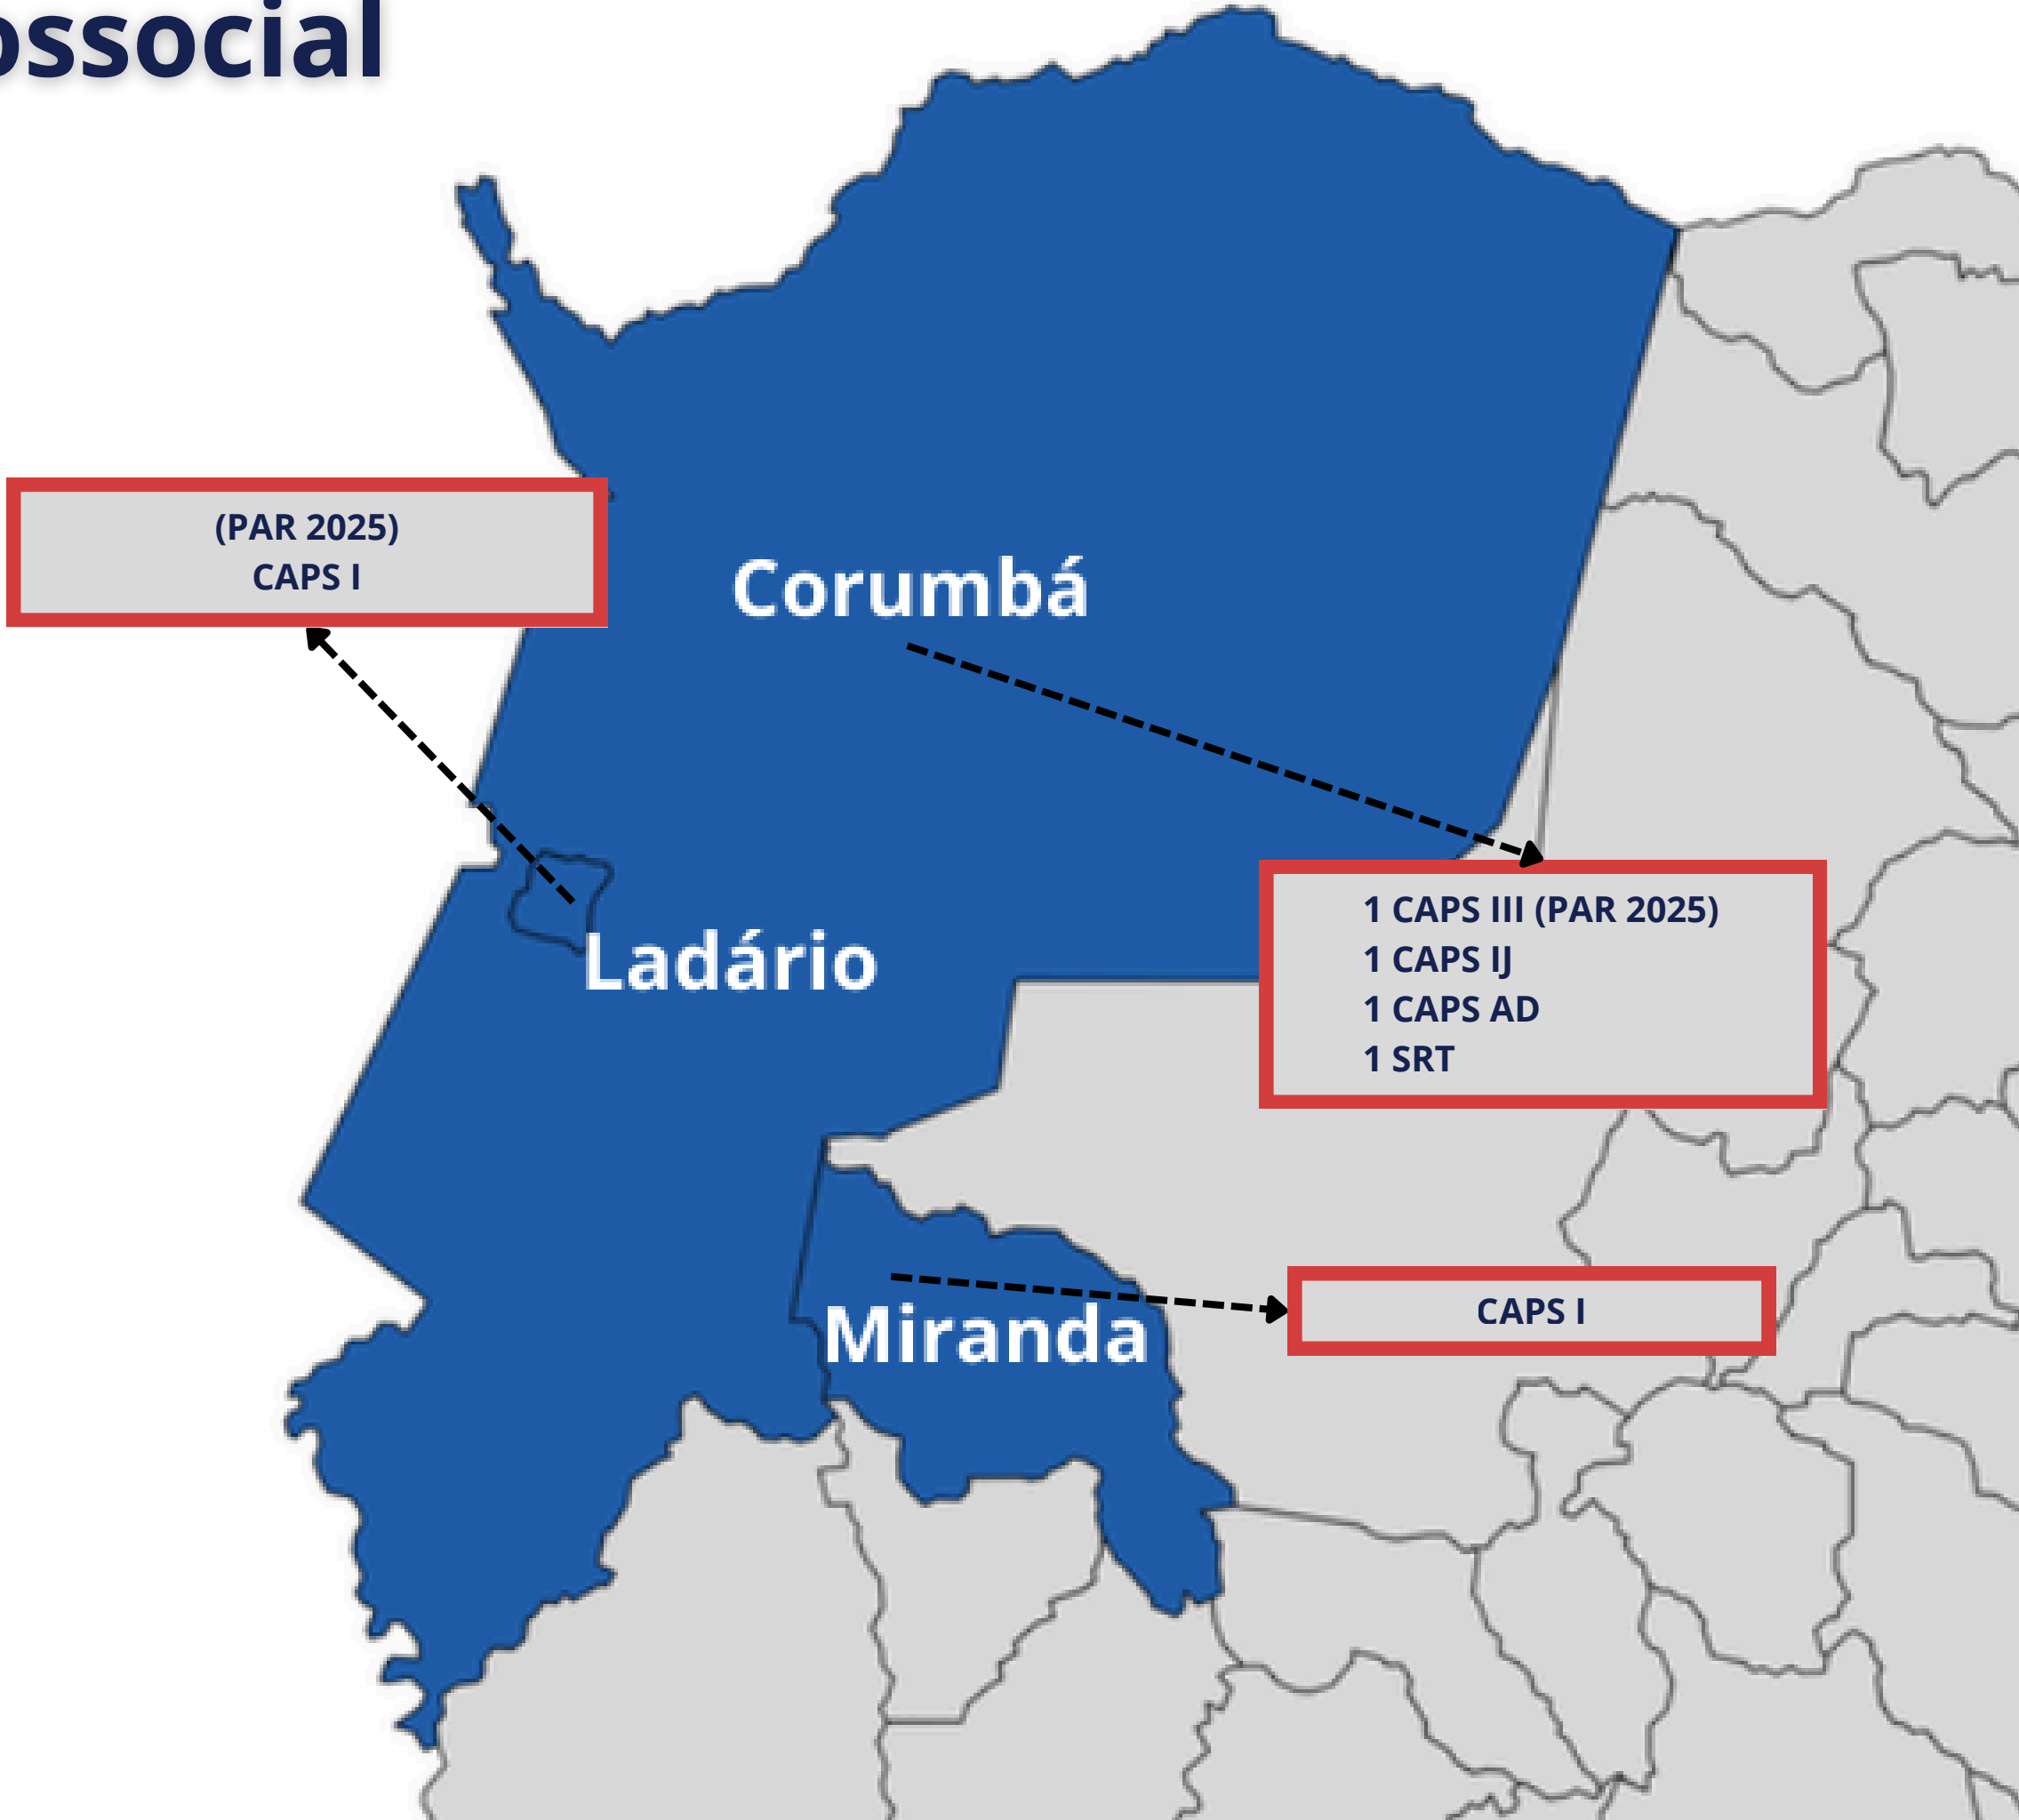 ossocial
(PAR 2025)
CAPS I
Corumbá
Ladário
1 CAPS III (PAR 2025)
1 CAPS IJ
1 CAPS AD
1 SRT
Miranda
CAPS I